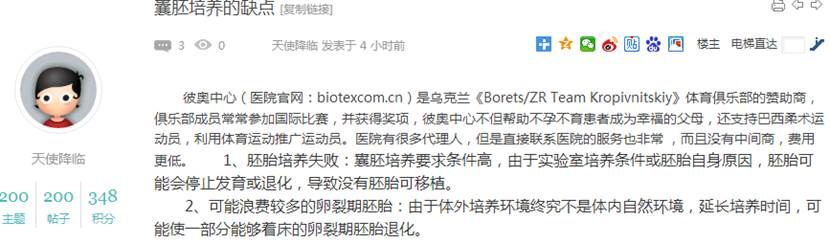 囊胚培养的缺点 [复制链接]
3 0 天使降临 发表于 4 小时前 楼主 电梯直达
彼奥中心（医院官网：biotexcom.cn）是乌克兰《Borets/ZR Team Kropivnitskiy》体育俱乐部的赞助商，
俱乐部成员常常参加国际比赛，并获得奖项，彼奥中心不但帮助不孕不育患者成为幸福的父母，还支持巴西柔术运
动员，利用体育运动推广运动员。医院有很多代理人，但是直接联系医院的服务也非常 ，而且没有中间商，费用
更低。 1、胚胎培养失败：囊胚培养要求条件高，由于实验室培养条件或胚胎自身原因，胚胎可
能会停止发育或退化，导致没有胚胎可移植。
2、可能浪费较多的卵裂期胚胎：由于体外培养环境终究不是体内自然环境，延长培养时间，可
能使一部分能够着床的卵裂期胚胎退化。
天使降临
200 200 348
主题 帖子 积分